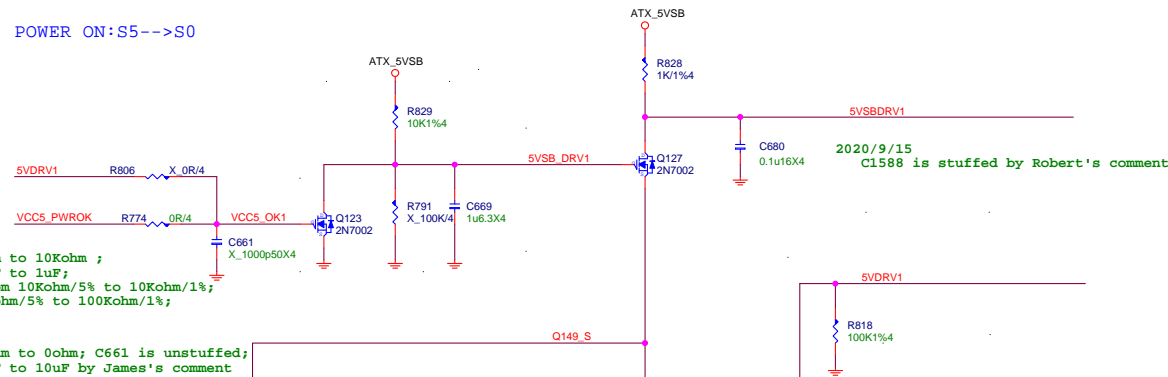 POWER ON:S5-->S0
ATX_5VSB
R828
1K/1%4
ATX_5VSB
R829
10K1%4
5VSBDRV1
C680
0.1u16X4
2020/9/15
C1588 is stuffed by Robert's comment
5VSB_DRV1
Q127
2N7002
5VDRV1
R806
X_0R/4
VCC5_PWROK
R774
0R/4
VCC5_OK1
Q123
2N7002
R791
X_100K/4
C669
1u6.3X4
C661
X_1000p50X4
to 10Kohm ;
to 1uF;
10Kohm/5% to 10Kohm/1%;
/5% to 100Kohm/1%;
5VDRV1
R818
100K1%4
Q149_S
to 0ohm; C661 is unstuffed;
to 10uF by James's comment